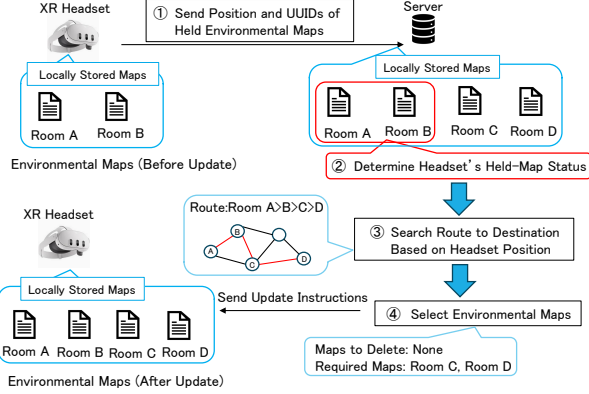 XR Headset
① Send Position and UUIDs of
Held Environmental Maps
Server
Locally Stored Maps
Room A
Room B
Environmental Maps (Before Update)
Locally Stored Maps
Room A
Room B
Room C
Room D
② Determine Headset's Held-Map Status
Route:Room A>B>C>D
A
B
C
D
③ Search Route to Destination
Based on Headset Position
XR Headset
Locally Stored Maps
Room A
Room B
Room C
Room D
Environmental Maps (After Update)
Send Update Instructions
④ Select Environmental Maps
Maps to Delete: None
Required Maps: Room C, Room D